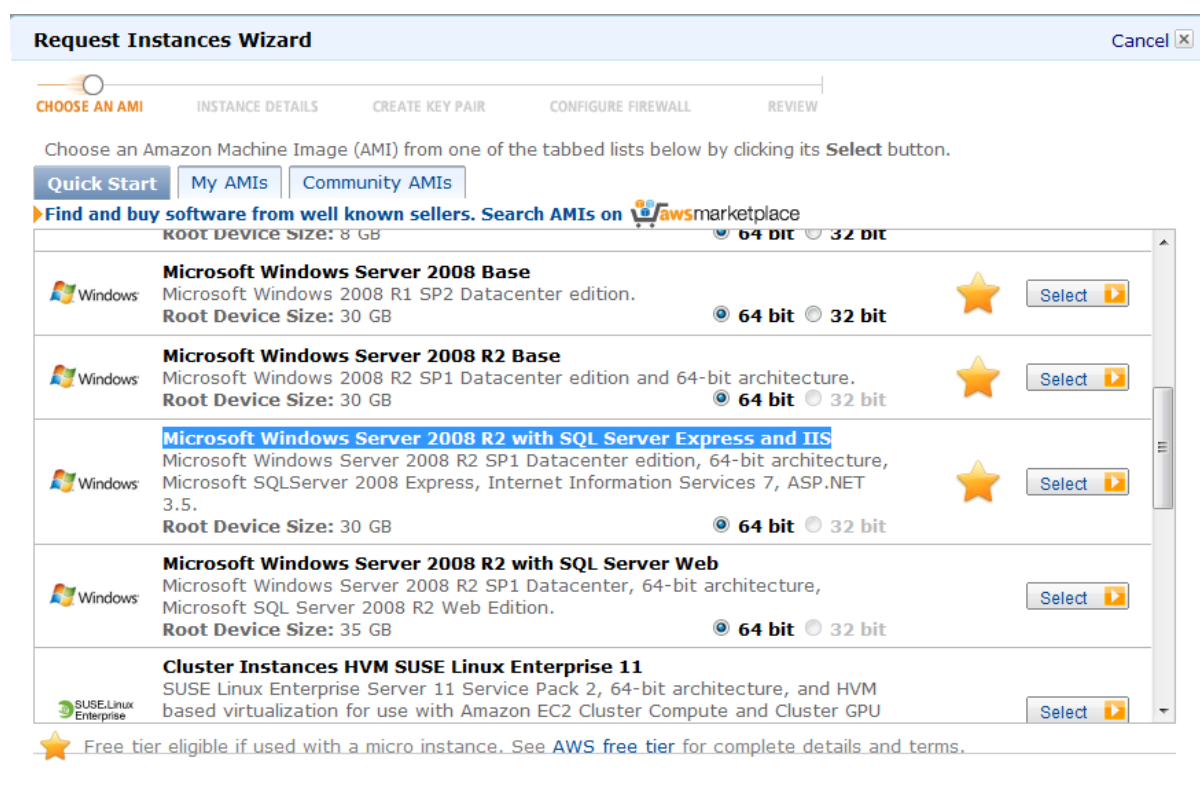 Request Instances Wizard
Cancel
CHOOSE AN AMI INSTANCE DETAILS CREATE KEY PAIR CONFIGURE FIREWALL REVIEW
Choose an Amazon Machine Image (AMI) from one of the tabbed lists below by clicking its Select button.
Quick Start My AMIs Community AMIs
Find and buy software from well known sellers. Search AMIs on awsmarketplace
Root Device Size: 8 GB 64 bit 32 bit
Microsoft Windows Server 2008 Base
Windows Microsoft Windows 2008 R1 SP2 Datacenter edition. Select
Root Device Size: 30 GB 64 bit 32 bit
Microsoft Windows Server 2008 R2 Base
Windows Microsoft Windows 2008 R2 SP1 Datacenter edition and 64-bit architecture. Select
Root Device Size: 30 GB 64 bit 32 bit
Microsoft Windows Server 2008 R2 with SQL Server Express and IIS
Microsoft Windows Server 2008 R2 SP1 Datacenter edition, 64-bit architecture,
Windows Microsoft SQLServer 2008 Express, Internet Information Services 7, ASP.NET Select
3.5.
Root Device Size: 30 GB 64 bit 32 bit
Microsoft Windows Server 2008 R2 with SQL Server Web
Microsoft Windows Server 2008 R2 SP1 Datacenter, 64-bit architecture,
Windows Microsoft SQL Server 2008 R2 Web Edition. Select
Root Device Size: 35 GB 64 bit 32 bit
Cluster Instances HVM SUSE Linux Enterprise 11
SUSE Linux Enterprise Server 11 Service Pack 2, 64-bit architecture, and HVM
SUSE.Linux Enterprise based virtualization for use with Amazon EC2 Cluster Compute and Cluster GPU Select
Free tier eligible if used with a micro instance. See AWS free tier for complete details and terms.